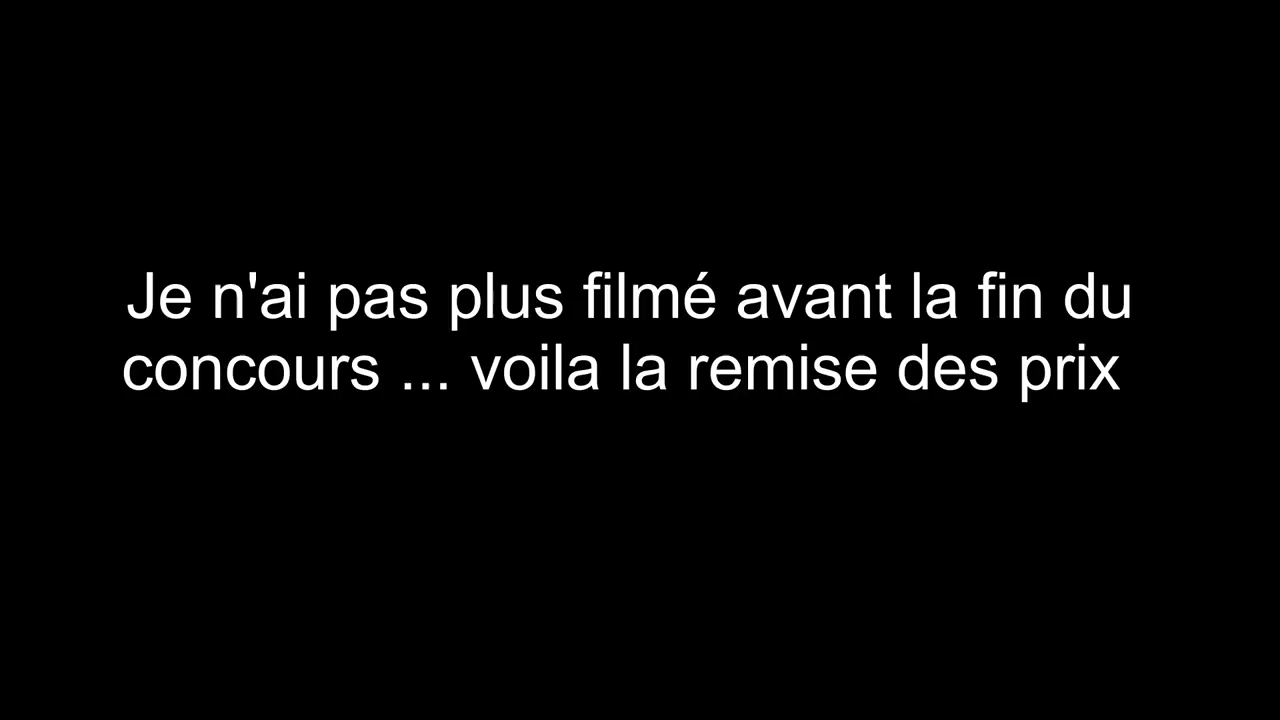 Je n'ai pas plus filmé avant la fin du
concours ... voila la remise des prix